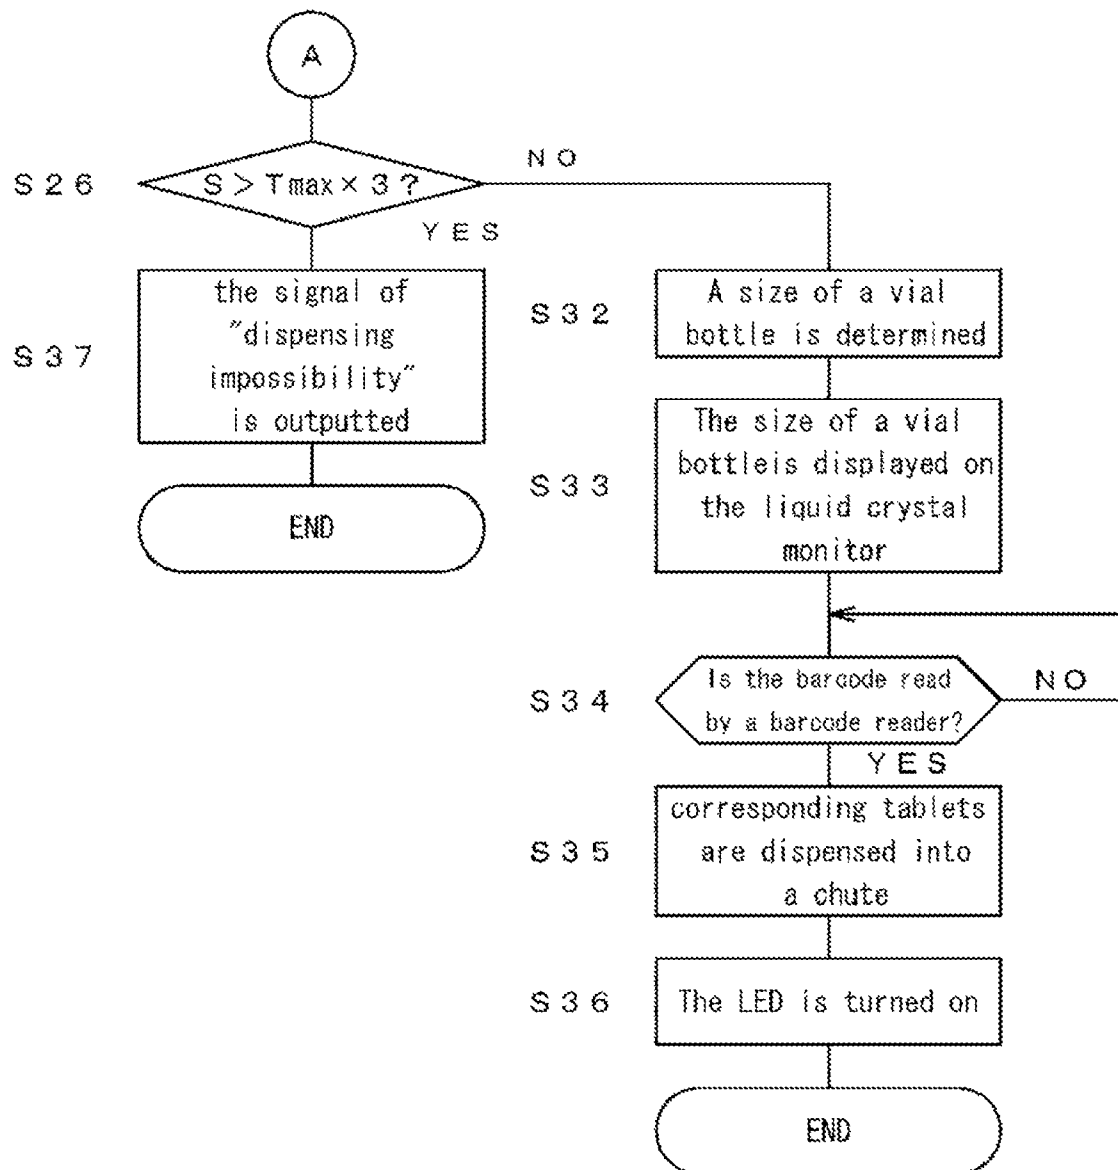 A
NO
S26
S > Tmax × 3 ?
YES
the signal of
"dispensing
impossibility"
is outputted
S37
END
S32
A size of a vial
bottle is determined
S33
The size of a vial
bottleis displayed on
the liquid crystal
monitor
S34
Is the barcode read
by a barcode reader?
NO
YES
S35
corresponding tablets
are dispensed into
a chute
S36
The LED is turned on
END